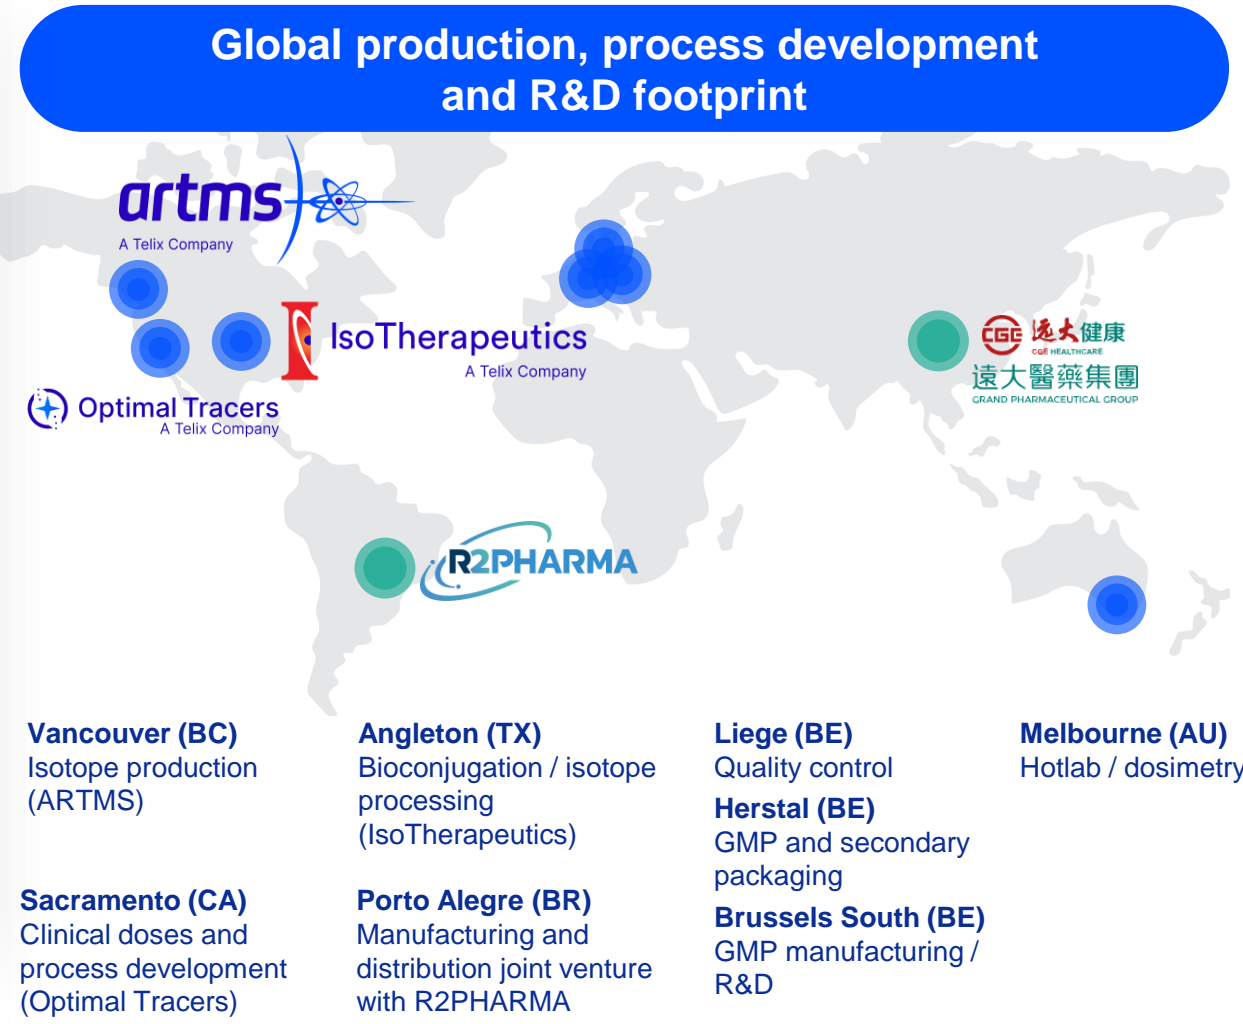 Global production, process development
and R&D footprint
artms
A Telix Company
IsoTherapeutics
A Telix Company
Optimal Tracers
A Telix Company
CGE 远大健康
CGE HEALTHCARE
遠大醫藥集團
GRAND PHARMACEUTICAL GROUP
R2PHARMA
Vancouver (BC)
Isotope production
(ARTMS)
Sacramento (CA)
Clinical doses and
process development
(Optimal Tracers)
Angleton (TX)
Bioconjugation / isotope
processing
(IsoTherapeutics)
Porto Alegre (BR)
Manufacturing and
distribution joint venture
with R2PHARMA
Liege (BE)
Quality control
Herstal (BE)
GMP and secondary
packaging
Brussels South (BE)
GMP manufacturing /
R&D
Melbourne (AU)
Hotlab / dosimetry